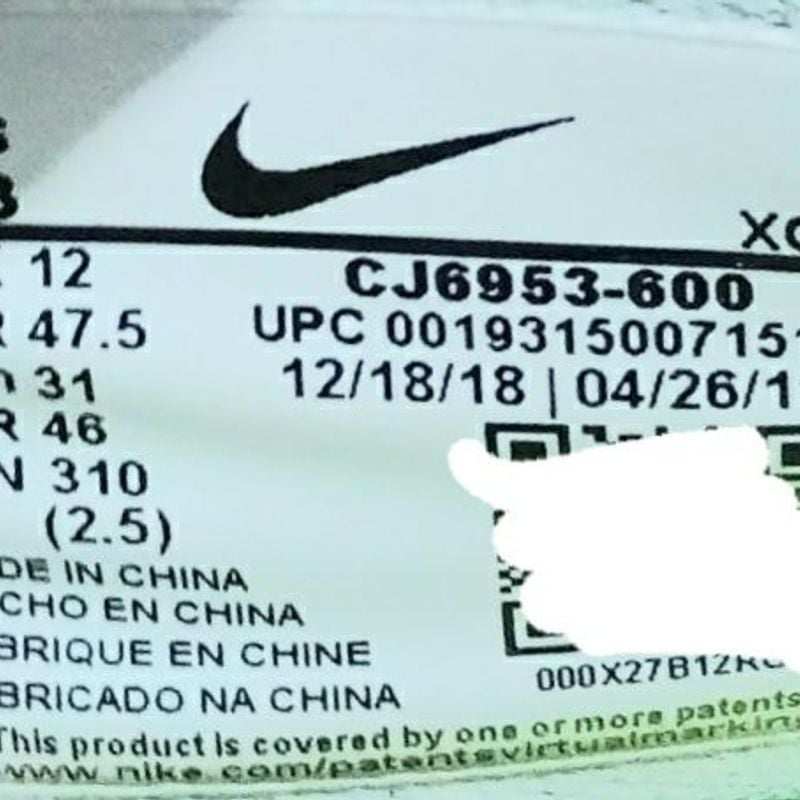 XC
12
CJ6953-600
47.5
UPC 0019315007151
12/18/18 | 04/26/1
31
R 46
N 310
(2.5)
DE IN CHINA
CHO EN CHINA
BRIQUE EN CHINE
BRICADO NA CHINA
000X27B12RC
This product is covered by one or more patents
www.nike.com/patentsvirtualmarking